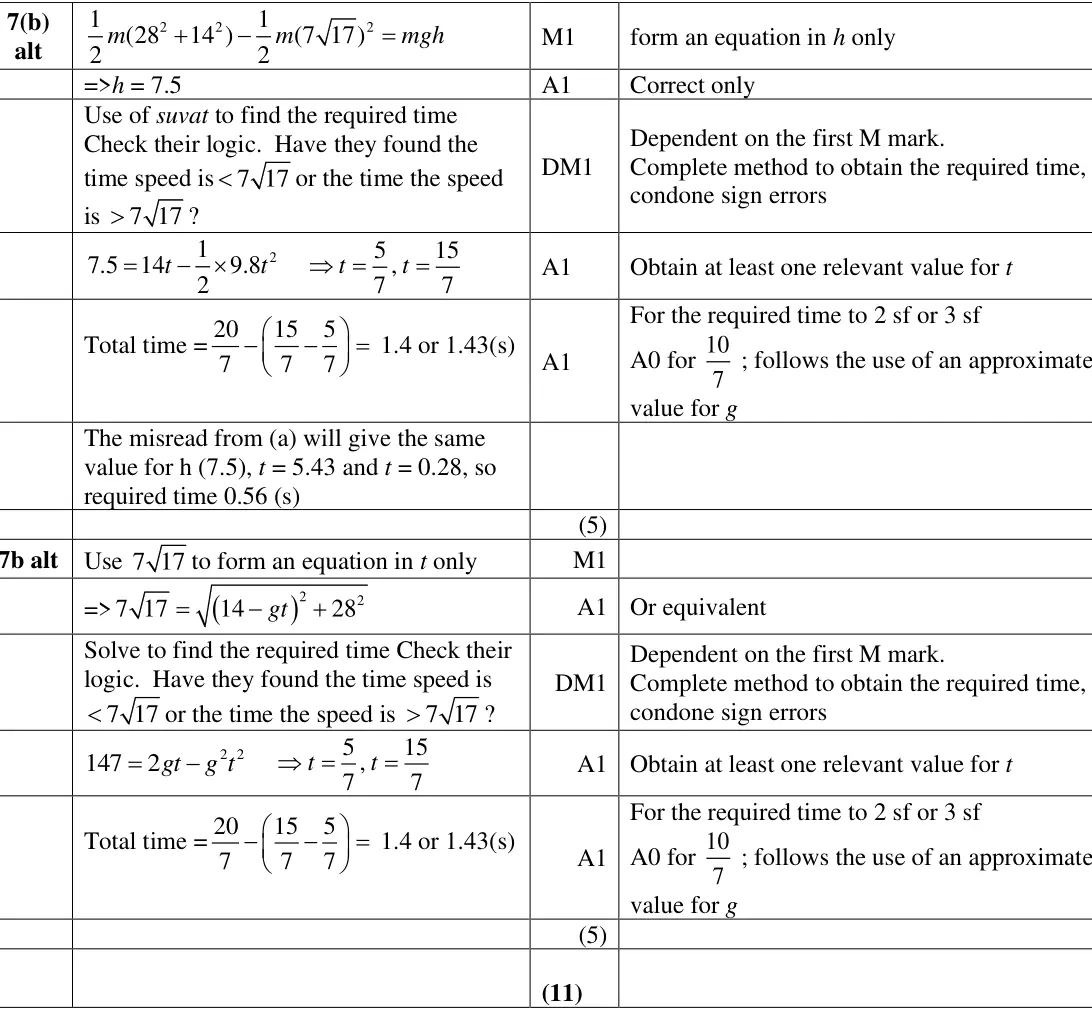 7(b) alt  1/2 m(28² + 14²) − 1/2 m(7√17)² = mgh  M1  form an equation in h only
=>h = 7.5  A1  Correct only
Use of suvat to find the required time
Check their logic.  Have they found the
time speed is < 7√17 or the time the speed
is > 7√17 ?
DM1
Dependent on the first M mark.
Complete method to obtain the required time,
condone sign errors
7.5 = 14t − 1/2 × 9.8t²  ⇒ t = 5/7, t = 15/7  A1  Obtain at least one relevant value for t
Total time = 20/7 − (15/7 − 5/7) = 1.4 or 1.43(s)
A1
For the required time to 2 sf or 3 sf
A0 for 10/7 ; follows the use of an approximate
value for g
The misread from (a) will give the same
value for h (7.5), t = 5.43 and t = 0.28, so
required time 0.56 (s)
(5)
7b alt  Use 7√17 to form an equation in t only  M1
=> 7√17 = √((14 − gt)² + 28²)  A1  Or equivalent
Solve to find the required time Check their
logic.  Have they found the time speed is
< 7√17 or the time the speed is > 7√17 ?
DM1
Dependent on the first M mark.
Complete method to obtain the required time,
condone sign errors
147 = 2gt − g²t²  ⇒ t = 5/7, t = 15/7  A1  Obtain at least one relevant value for t
Total time = 20/7 − (15/7 − 5/7) = 1.4 or 1.43(s)
A1
For the required time to 2 sf or 3 sf
A0 for 10/7 ; follows the use of an approximate
value for g
(5)
(11)